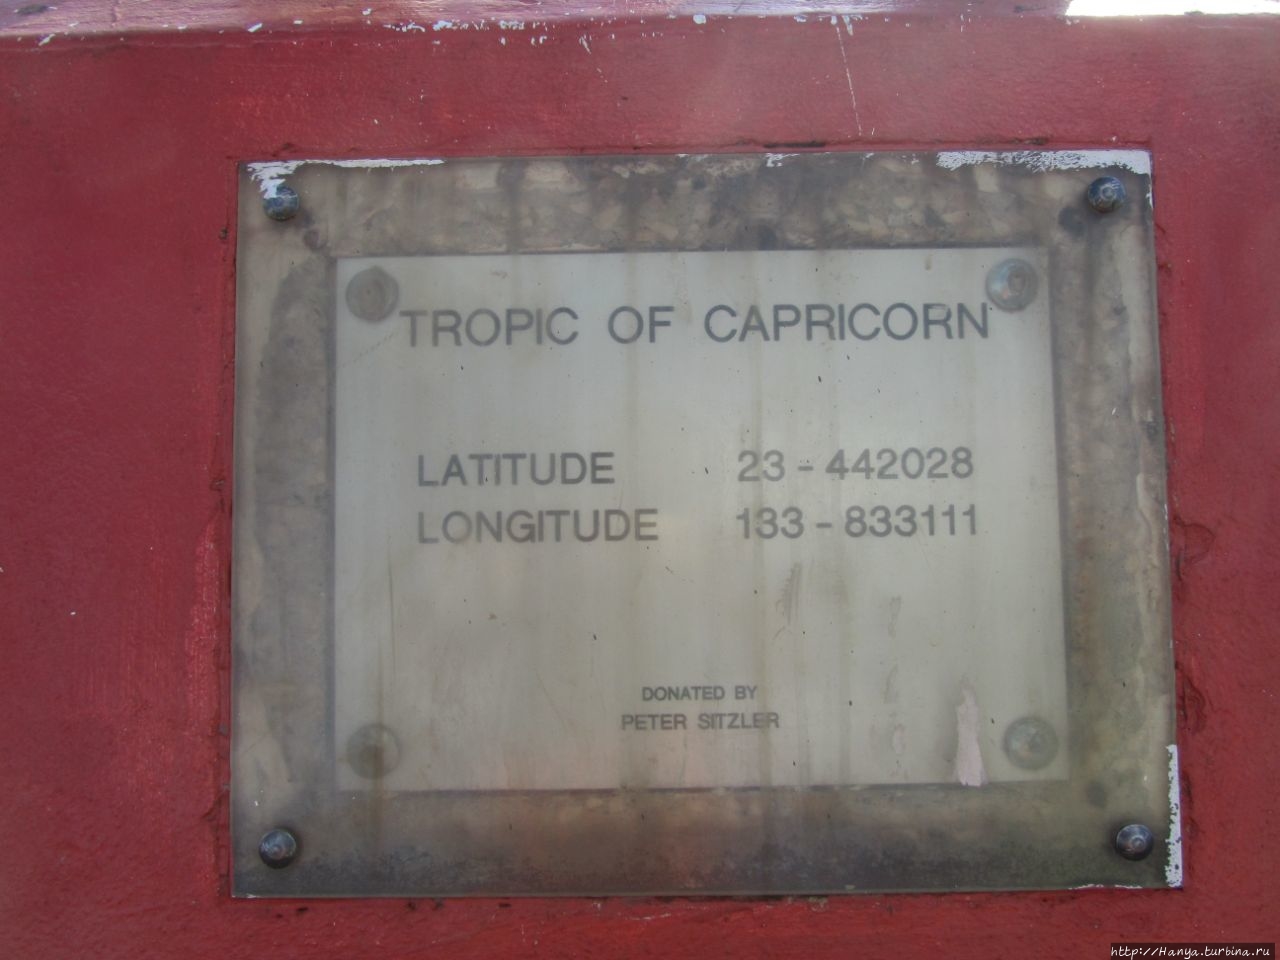 TROPIC OF CAPRICORN
LATITUDE 23-442028
LONGITUDE 133-833111
DONATED BY
PETER SITZLER
http://Hanya.turbina.ru